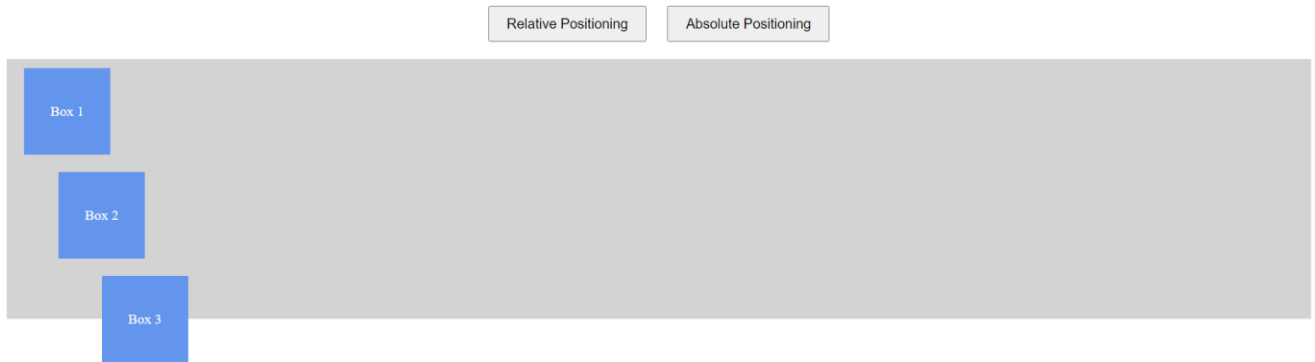 Relative Positioning
Absolute Positioning
Box 1
Box 2
Box 3